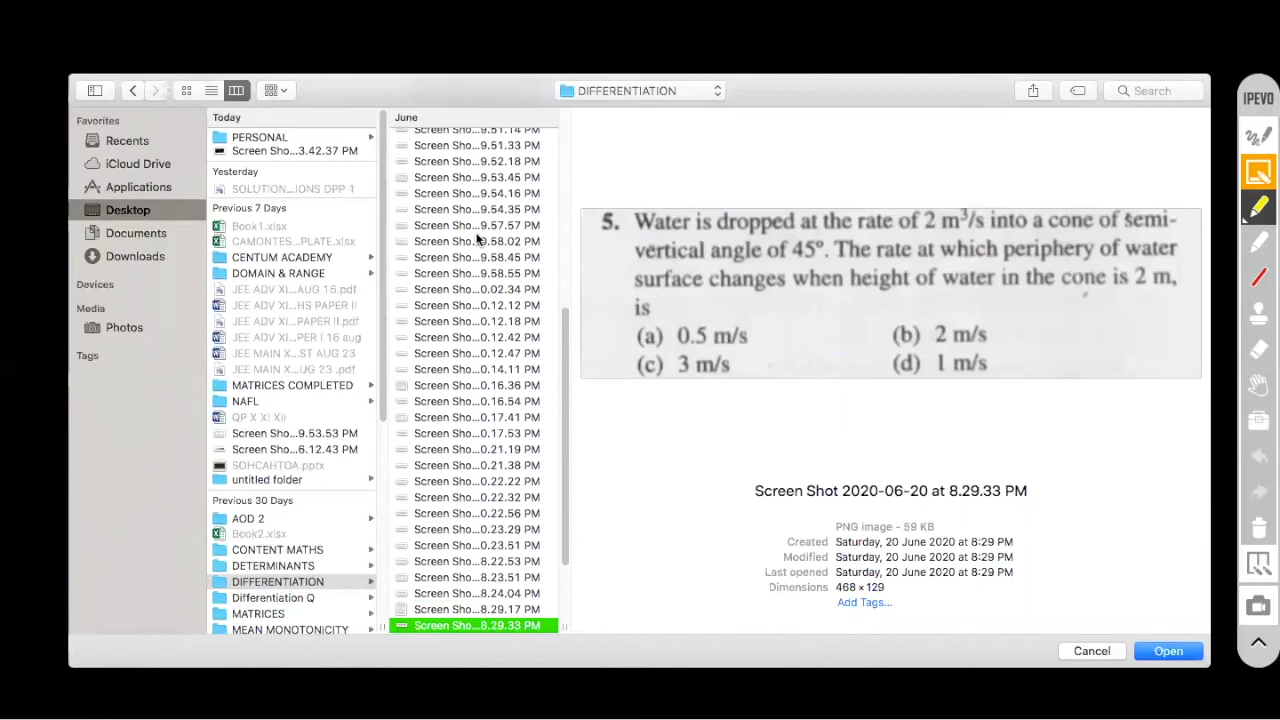 DIFFERENTIATION
Search
IPEVO
Favorites
Recents
iCloud Drive
Applications
Desktop
Documents
Downloads
Devices
Media
Photos
Tags
Today
PERSONAL
Screen Sho...3.42.37 PM
Yesterday
SOLUTION...IONS DPP 1
Previous 7 Days
Book1.xlsx
CAMONTES...PLATE.xlsx
CENTUM ACADEMY
DOMAIN & RANGE
JEE ADV XI...AUG 16.pdf
JEE ADV XI...HS PAPER II
JEE ADV XI...PAPER II.pdf
JEE ADV XI...P I 16 aug
JEE MAIN X...ST AUG 23
JEE MAIN X...UG 23 .pdf
MATRICES COMPLETED
NAFL
QP X XI XII
Screen Sho...9.53.53 PM
Screen Sho...6.12.43 PM
SOHCAHTOA.pptx
untitled folder
Previous 30 Days
AOD 2
Book2.xlsx
CONTENT MATHS
DETERMINANTS
DIFFERENTIATION
Differentiation Q
MATRICES
MEAN MONOTONICITY
June
Screen Sho...9.51.14 PM
Screen Sho...9.51.33 PM
Screen Sho...9.52.18 PM
Screen Sho...9.53.45 PM
Screen Sho...9.54.16 PM
Screen Sho...9.54.35 PM
Screen Sho...9.57.57 PM
Screen Sho...9.58.02 PM
Screen Sho...9.58.45 PM
Screen Sho...9.58.55 PM
Screen Sho...0.02.34 PM
Screen Sho...0.12.12 PM
Screen Sho...0.12.18 PM
Screen Sho...0.12.42 PM
Screen Sho...0.12.47 PM
Screen Sho...0.14.11 PM
Screen Sho...0.16.36 PM
Screen Sho...0.16.54 PM
Screen Sho...0.17.41 PM
Screen Sho...0.17.53 PM
Screen Sho...0.21.19 PM
Screen Sho...0.21.38 PM
Screen Sho...0.22.22 PM
Screen Sho...0.22.32 PM
Screen Sho...0.22.56 PM
Screen Sho...0.23.29 PM
Screen Sho...0.23.51 PM
Screen Sho...8.22.53 PM
Screen Sho...8.23.51 PM
Screen Sho...8.24.04 PM
Screen Sho...8.29.17 PM
Screen Sho...8.29.33 PM
5. Water is dropped at the rate of 2 m³/s into a cone of semi-
vertical angle of 45º. The rate at which periphery of water
surface changes when height of water in the cone is 2 m,
is
(a) 0.5 m/s (b) 2 m/s
(c) 3 m/s (d) 1 m/s
Screen Shot 2020-06-20 at 8.29.33 PM
PNG image - 59 KB
Created Saturday, 20 June 2020 at 8:29 PM
Modified Saturday, 20 June 2020 at 8:29 PM
Last opened Saturday, 20 June 2020 at 8:29 PM
Dimensions 468×129
Add Tags...
Cancel
Open